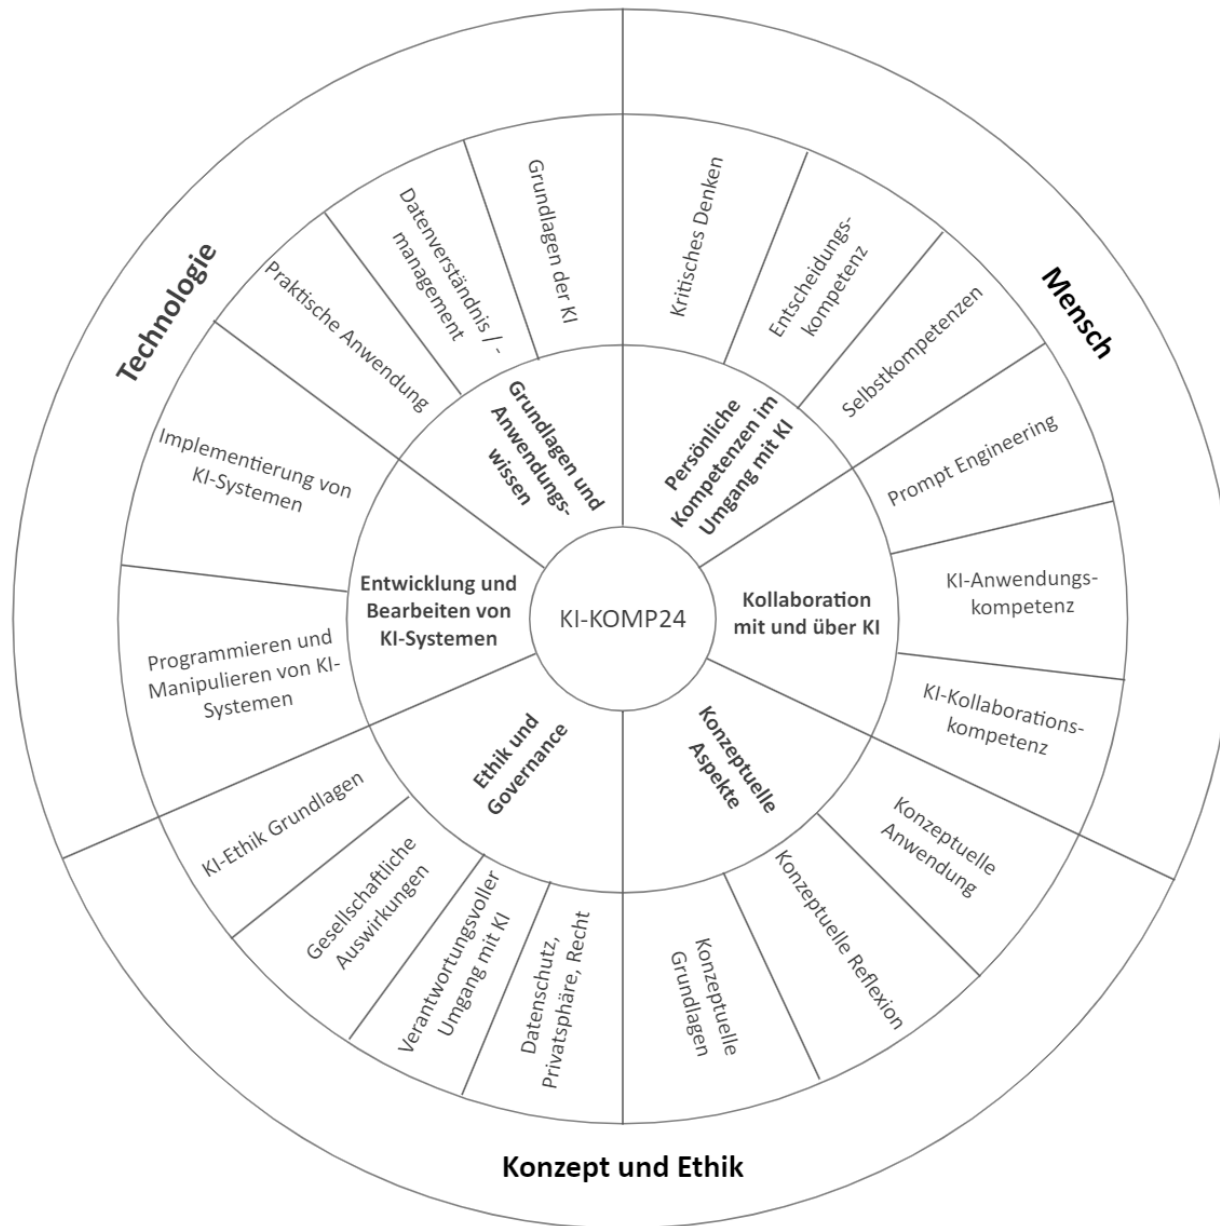 KI-KOMP24
Technologie
Mensch
Konzept und Ethik
Grundlagen und
Anwendungs-
wissen
Persönliche
Kompetenzen im
Umgang mit KI
Kollaboration
mit und über KI
Konzeptuelle
Aspekte
Ethik und
Governance
Entwicklung und
Bearbeiten von
KI-Systemen
Kritisches Denken
Entscheidungs-
kompetenz
Selbstkompetenzen
Prompt Engineering
KI-Anwendungs-
kompetenz
KI-Kollaborations-
kompetenz
Konzeptuelle
Anwendung
Konzeptuelle Reflexion
Konzeptuelle
Grundlagen
Datenschutz,
Privatsphäre, Recht
Verantwortungsvoller
Umgang mit KI
Gesellschaftliche
Auswirkungen
KI-Ethik Grundlagen
Programmieren und
Manipulieren von KI-
Systemen
Implementierung von
KI-Systemen
Praktische Anwendung
Datenverständnis / -
management
Grundlagen der KI